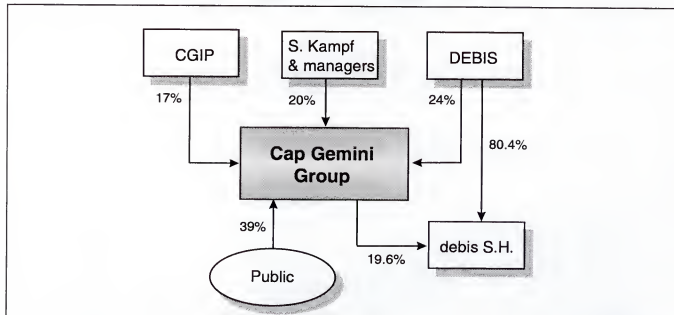 CGIP
S. Kampf
& managers
DEBIS
17%
20%
24%
80.4%
Cap Gemini
Group
39%
19.6%
debis S.H.
Public